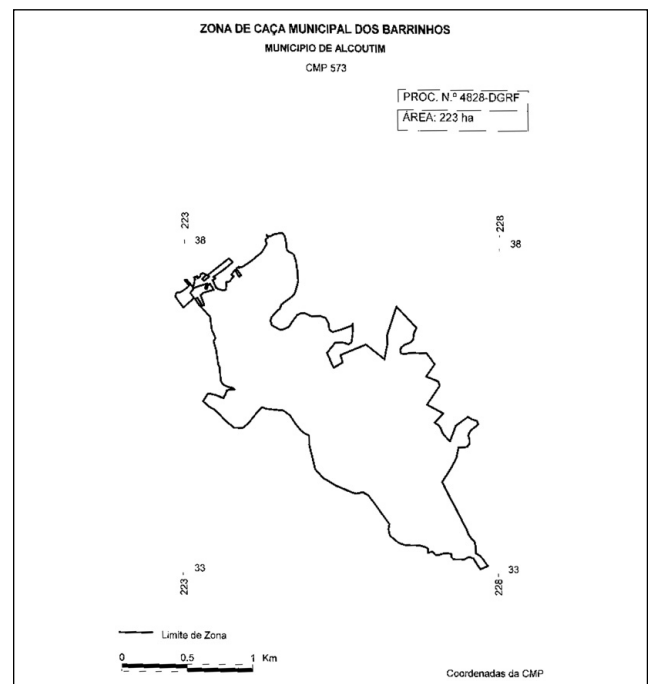 ZONA DE CAÇA MUNICIPAL DOS BARRINHOS
MUNICIPIO DE ALCOUTIM
CMP 573
PROC. N.º 4828-DGRF
ÁREA: 223 ha
223
38
228
38
223
33
228
33
Limite de Zona
0 0.5 1 Km
Coordenadas da CMP